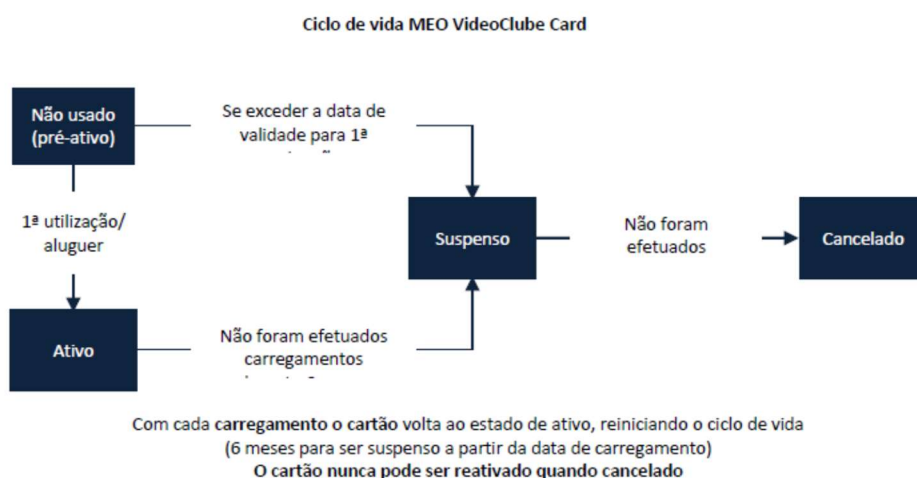 Ciclo de vida MEO VideoClube Card
Não usado
(pré-ativo)
Se exceder a data de
validade para 1ª
1ª utilização/
aluguer
Suspenso
Não foram
efetuados
Cancelado
Ativo
Não foram efetuados
carregamentos
Com cada carregamento o cartão volta ao estado de ativo, reiniciando o ciclo de vida
(6 meses para ser suspenso a partir da data de carregamento)
O cartão nunca pode ser reativado quando cancelado